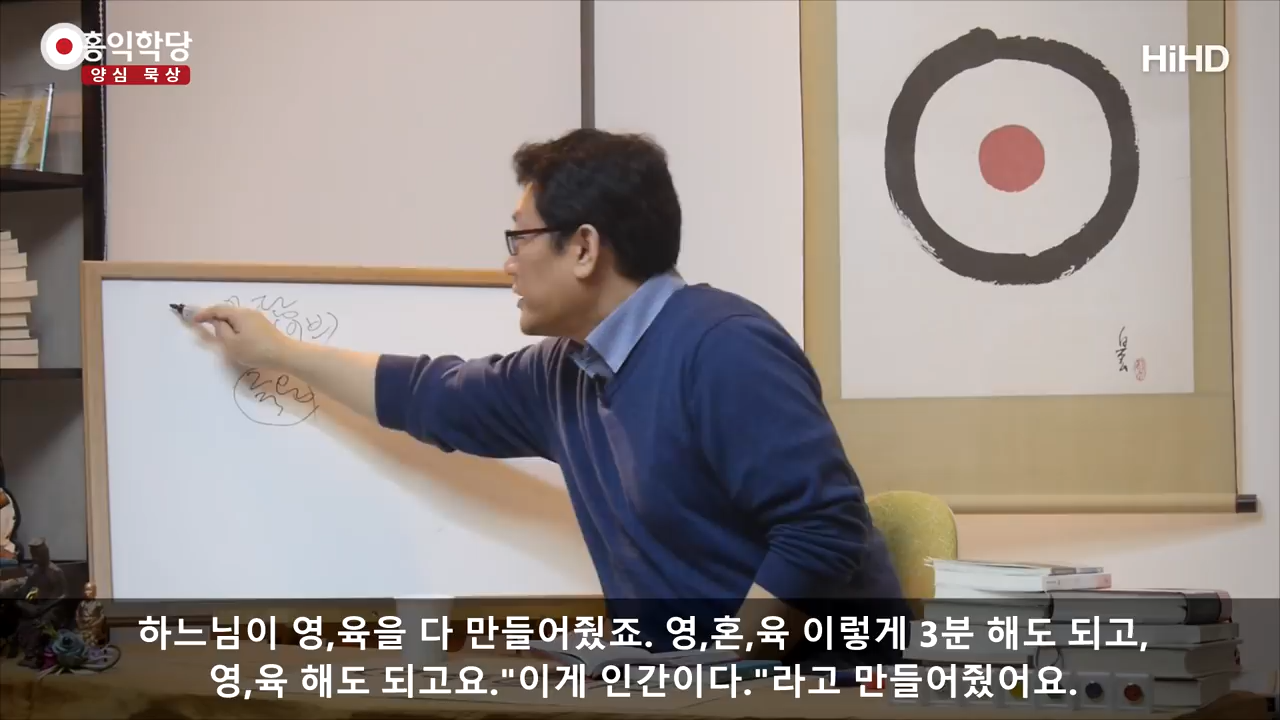 홍익학당
양심 묵상
HiHD
하느님이 영,육을 다 만들어줬죠. 영,혼,육 이렇게 3분 해도 되고,
영,육 해도 되고요."이게 인간이다."라고 만들어줬어요.